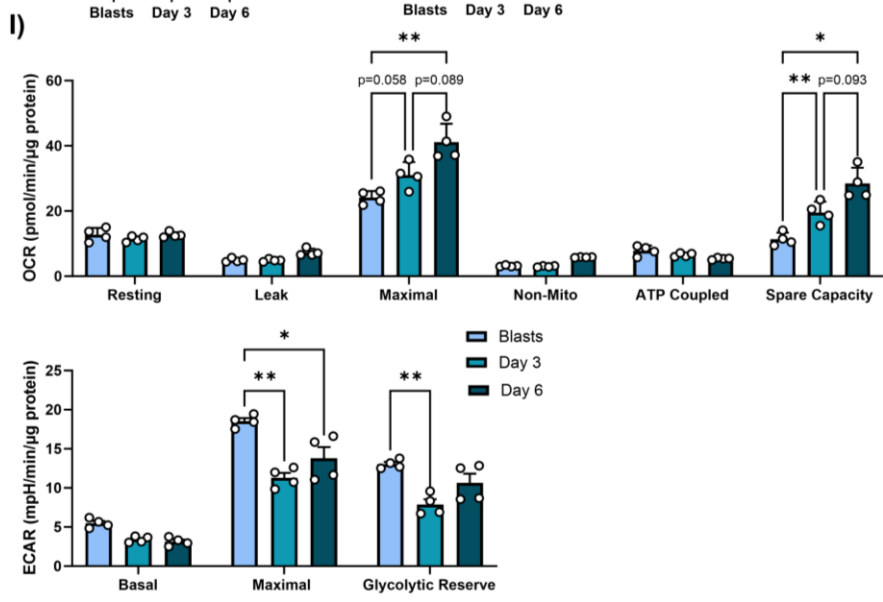 Blasts Day 3 Day 6 Blasts Day 3 Day 6
I)
** *
p=0.058 p=0.089 ** p=0.093
60
40
20
0
OCR (pmol/min/µg protein)
Resting Leak Maximal Non-Mito ATP Coupled Spare Capacity
Blasts
Day 3
Day 6
*
** **
25
20
15
10
5
0
ECAR (mpH/min/µg protein)
Basal Maximal Glycolytic Reserve